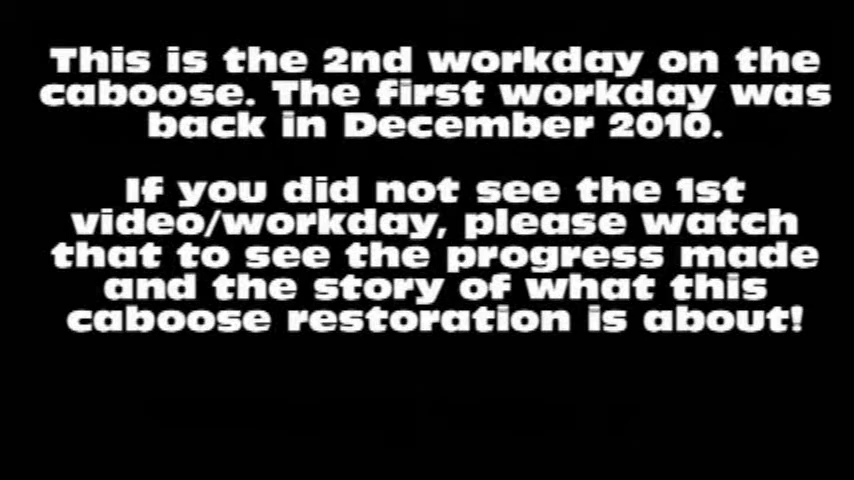 This is the 2nd workday on the
caboose. The first workday was
back in December 2010.
If you did not see the 1st
video/workday, please watch
that to see the progress made
and the story of what this
caboose restoration is about!